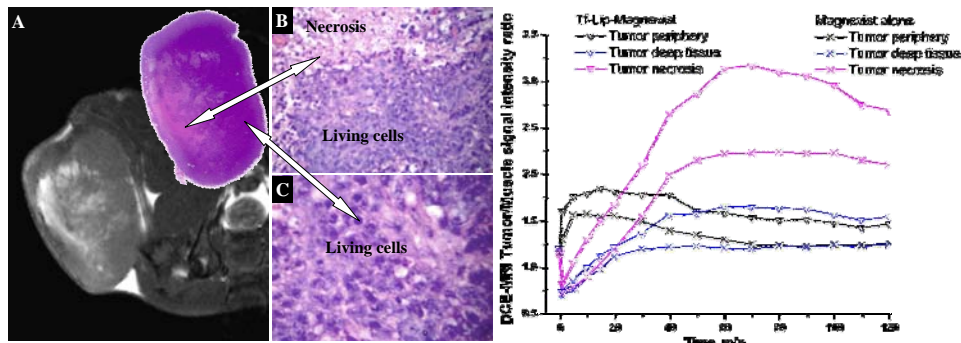 A
B
Necrosis
Living cells
C
Living cells
Tf-Lip-Magnevist
Tumor periphery
Tumor deep tissue
Tumor necrosis
Magnevist alone
Tumor periphery
Tumor deep tissue
Tumor necrosis
DCE-MRI Tumor/Muscle signal intensity ratio
3.0
2.5
2.0
1.5
1.0
0.5
0
20
40
60
80
100
120
Time